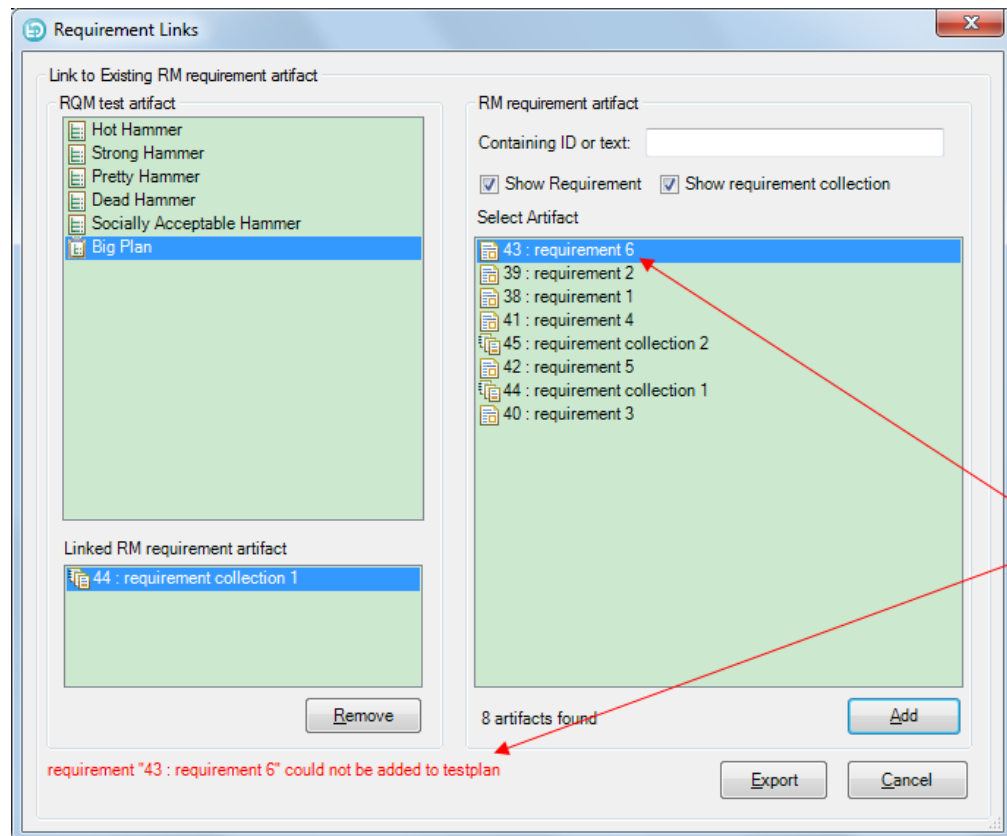 Requirement Links
Link to Existing RM requirement artifact
RQM test artifact
Hot Hammer
Strong Hammer
Pretty Hammer
Dead Hammer
Socially Acceptable Hammer
Big Plan
Linked RM requirement artifact
44 : requirement collection 1
Remove
RM requirement artifact
Containing ID or text:
Show Requirement Show requirement collection
Select Artifact
43 : requirement 6
39 : requirement 2
38 : requirement 1
41 : requirement 4
45 : requirement collection 2
42 : requirement 5
44 : requirement collection 1
40 : requirement 3
8 artifacts found
Add
requirement "43 : requirement 6" could not be added to testplan
Export
Cancel